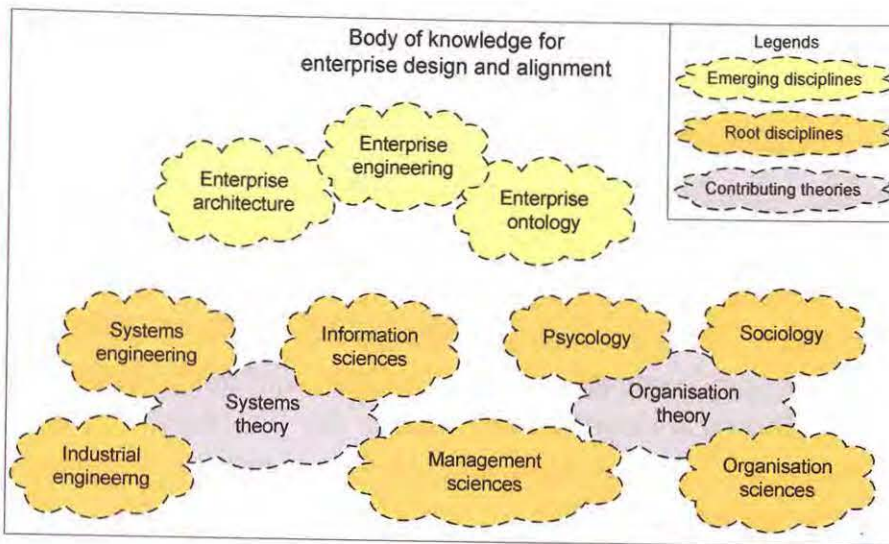 Body of knowledge for
enterprise design and alignment
Legends
Emerging disciplines
Root disciplines
Contributing theories
Enterprise
engineering
Enterprise
architecture
Enterprise
ontology
Systems
engineering
Information
sciences
Psycology
Sociology
Systems
theory
Organisation
theory
Industrial
engineerng
Management
sciences
Organisation
sciences